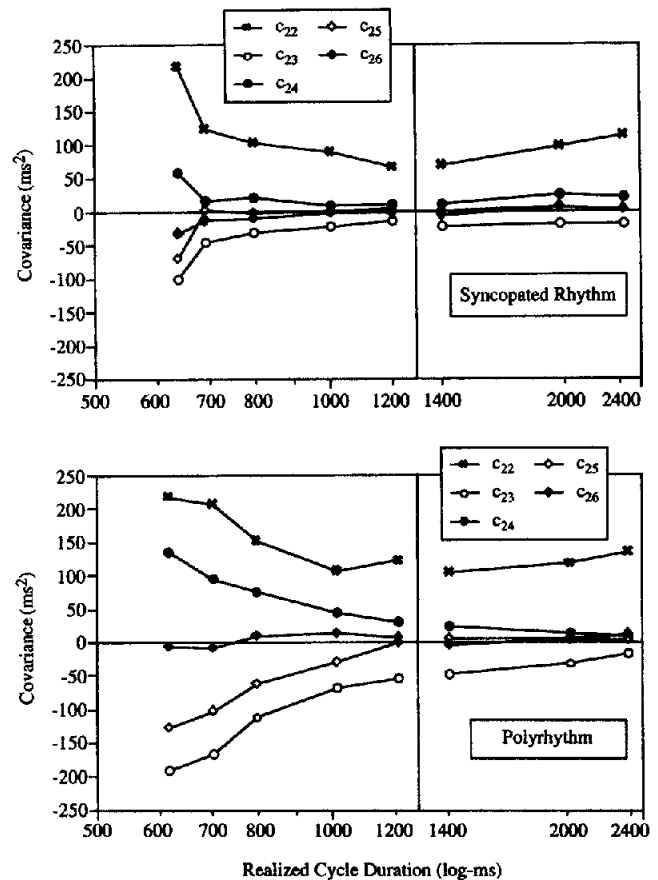 c22 c25
c23 c26
c24
250
200
150
100
50
0
-50
-100
-150
-200
-250
Covariance (ms2)
Syncopated Rhythm
500 600 700 800 1000 1200 1400 2000 2400
c22 c25
c23 c26
c24
250
200
150
100
50
0
-50
-100
-150
-200
-250
Covariance (ms2)
Polyrhythm
500 600 700 800 1000 1200 1400 2000 2400
Realized Cycle Duration (log-ms)